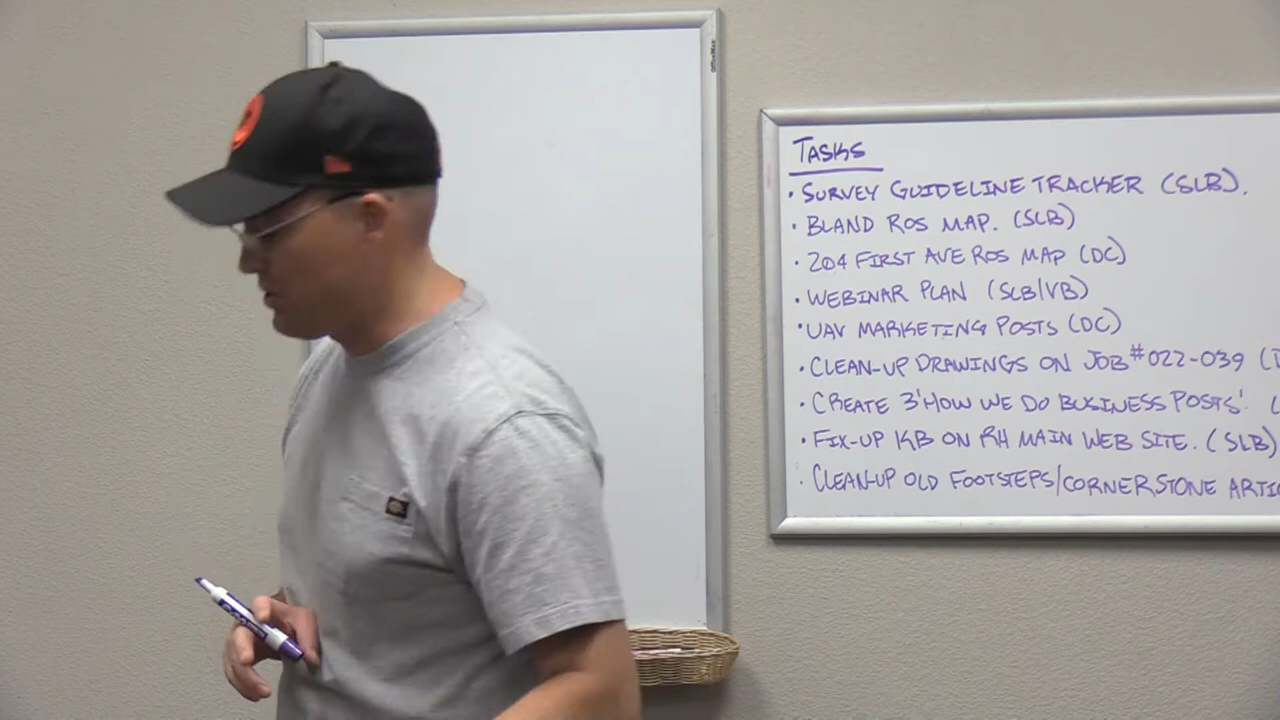 TASKS
• SURVEY GUIDELINE TRACKER (SLB).
• BLAND ROS MAP. (SLB)
• 204 FIRST AVE ROS MAP (DC)
• WEBINAR PLAN (SLB/VB)
• UAV MARKETING POSTS (DC)
• CLEAN-UP DRAWINGS ON JOB #022-039 (
• CREATE 3 'HOW WE DO BUSINESS POSTS'. (
• FIX-UP KB ON RH MAIN WEB SITE. (SLB)
• CLEAN-UP OLD FOOTSTEPS/CORNERSTONE